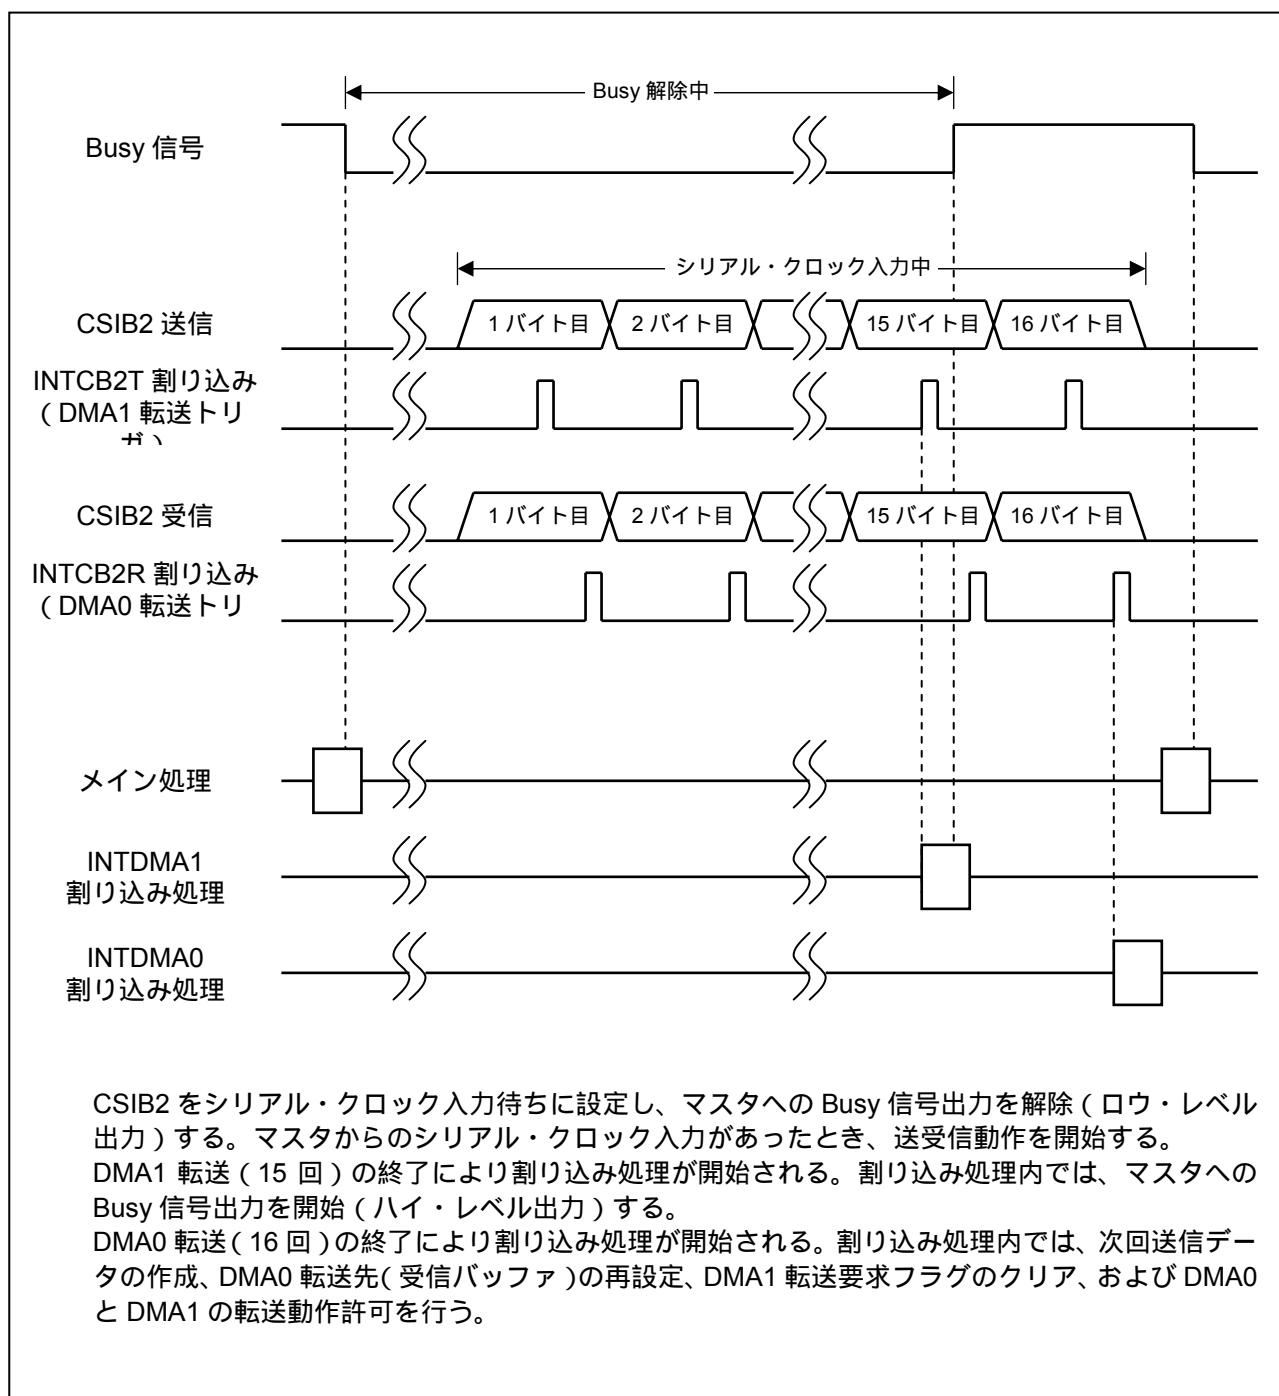 Busy 解除中
Busy 信号
シリアル・クロック入力中
CSIB2 送信
1 バイト目
2 バイト目
15 バイト目
16 バイト目
INTCB2T 割り込み
( DMA1 転送トリ
ガ )
CSIB2 受信
1 バイト目
2 バイト目
15 バイト目
16 バイト目
INTCB2R 割り込み
( DMA0 転送トリ
メイン処理
INTDMA1
割り込み処理
INTDMA0
割り込み処理
CSIB2 をシリアル・クロック入力待ちに設定し、マスタへの Busy 信号出力を解除 ( ロウ・レベル
出力 ) する。マスタからのシリアル・クロック入力があったとき、送受信動作を開始する。
DMA1 転送 ( 15 回 ) の終了により割り込み処理が開始される。割り込み処理内では、マスタへの
Busy 信号出力を開始 ( ハイ・レベル出力 ) する。
DMA0 転送 ( 16 回 ) の終了により割り込み処理が開始される。割り込み処理内では、次回送信デー
タの作成、DMA0 転送先 ( 受信バッファ ) の再設定、DMA1 転送要求フラグのクリア、および DMA0
と DMA1 の転送動作許可を行う。